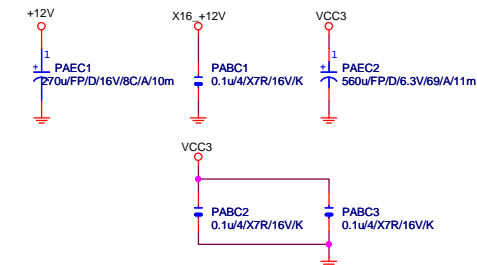 +12V
X16_+12V
VCC3
1
PAEC1
270u/FP/D/16V/8C/A/10m
PABC1
0.1u/4/X7R/16V/K
1
PAEC2
560u/FP/D/6.3V/69/A/11m
VCC3
PABC2
0.1u/4/X7R/16V/K
PABC3
0.1u/4/X7R/16V/K